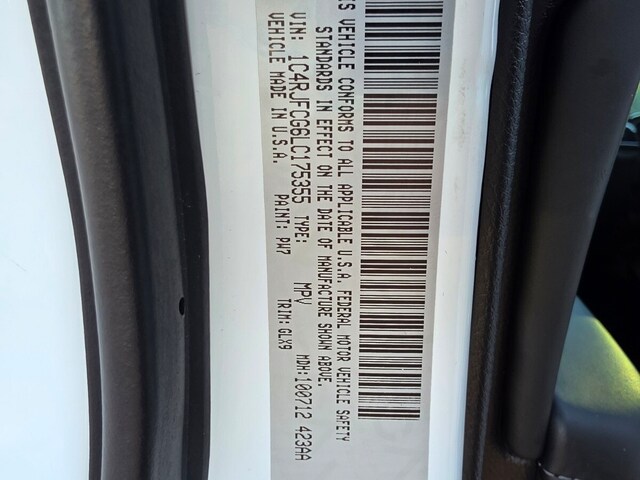 IS VEHICLE CONFORMS TO ALL APPLICABLE U.S.A. FEDERAL MOTOR VEHICLE SAFETY
STANDARDS IN EFFECT ON THE DATE OF MANUFACTURE SHOWN ABOVE.
VIN: 1C4RJFCG6LC175355 TYPE: MPV MDH:100712 423AA
VEHICLE MADE IN U.S.A. PAINT: PW7 TRIM:GLX9